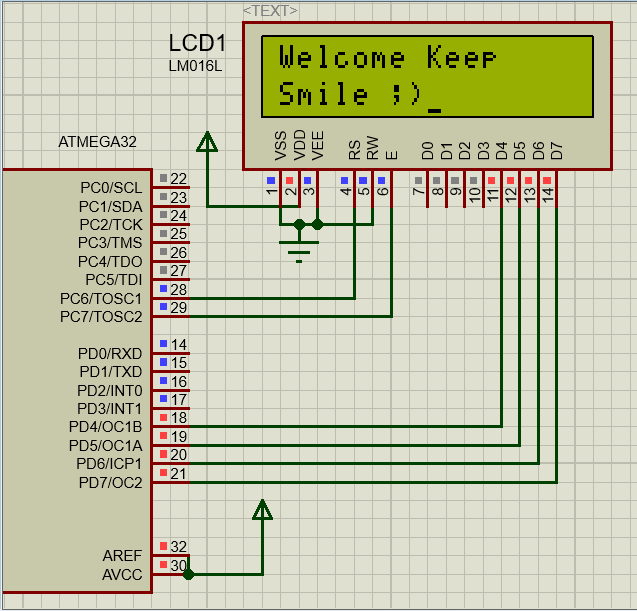 <TEXT>
LCD1
LM016L
Welcome Keep
Smile ;)_
ATMEGA32
VSS VDD VEE RS RW E D0 D1 D2 D3 D4 D5 D6 D7
1 2 3 4 5 6 7 8 9 10 11 12 13 14
PC0/SCL 22
PC1/SDA 23
PC2/TCK 24
PC3/TMS 25
PC4/TDO 26
PC5/TDI 27
PC6/TOSC1 28
PC7/TOSC2 29
PD0/RXD 14
PD1/TXD 15
PD2/INT0 16
PD3/INT1 17
PD4/OC1B 18
PD5/OC1A 19
PD6/ICP1 20
PD7/OC2 21
AREF 32
AVCC 30